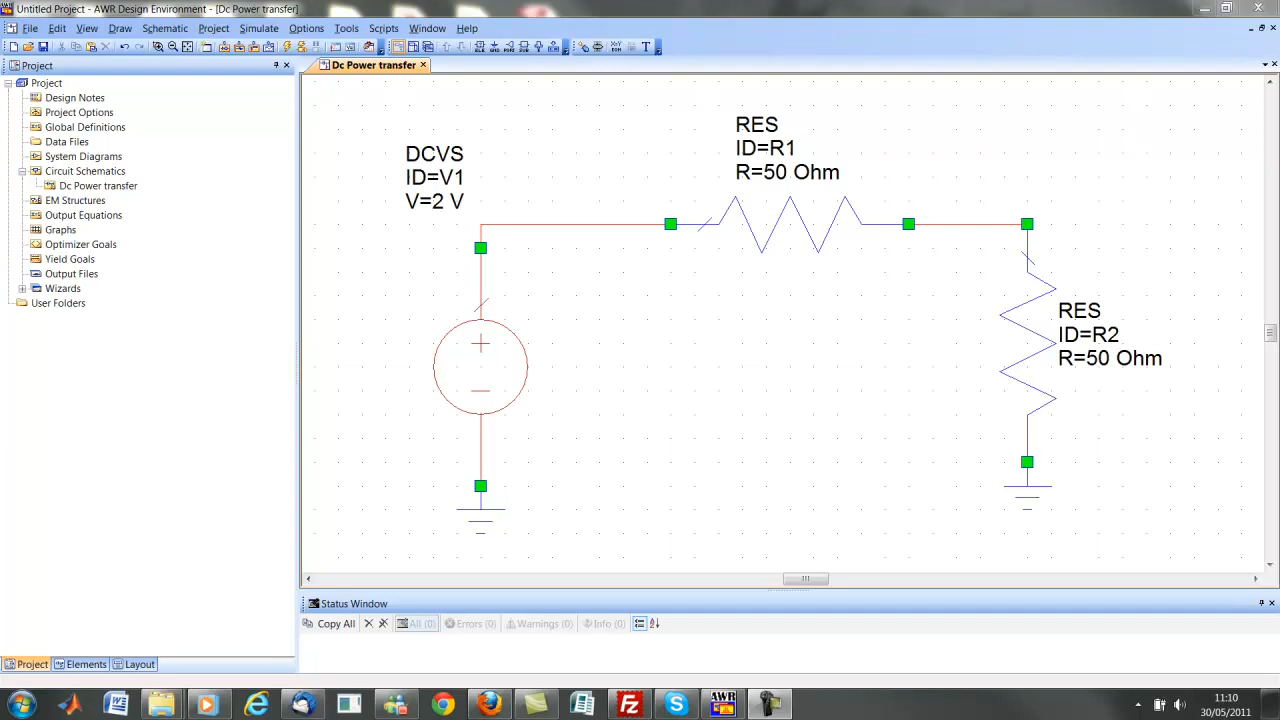 Untitled Project - AWR Design Environment - [Dc Power transfer]
File Edit View Draw Schematic Project Simulate Options Tools Scripts Window Help
Project
Dc Power transfer
Project
Design Notes
Project Options
Global Definitions
Data Files
System Diagrams
Circuit Schematics
Dc Power transfer
EM Structures
Output Equations
Graphs
Optimizer Goals
Yield Goals
Output Files
Wizards
User Folders
DCVS
ID=V1
V=2 V
RES
ID=R1
R=50 Ohm
RES
ID=R2
R=50 Ohm
Status Window
Copy All All (0) Errors (0) Warnings (0) Info (0)
Project Elements Layout
11:10
30/05/2011